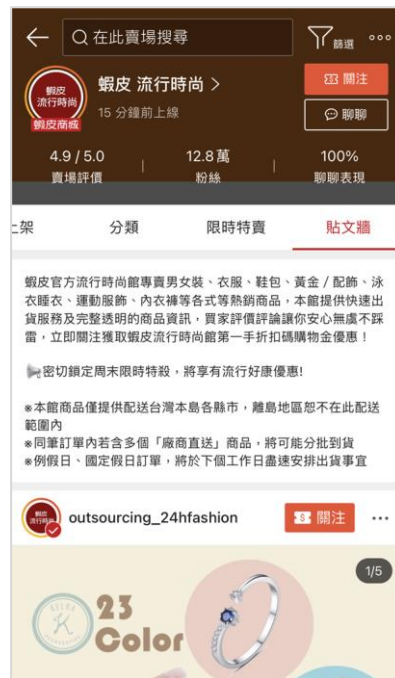 在此賣場搜尋
篩選
蝦皮
流行時尚
蝦皮商城
蝦皮 流行時尚 >
15 分鐘前上線
關注
聊聊
4.9 / 5.0
12.8 萬
100%
賣場評價
粉絲
聊聊表現
上架
分類
限時特賣
貼文牆
蝦皮官方流行時尚館專賣男女裝、衣服、鞋包、黃金 / 配飾、泳
衣睡衣、運動服飾、內衣褲等各式等熱銷商品，本館提供快速出
貨服務及完整透明的商品資訊，買家評價評論讓你安心無虞不踩
雷，立即關注獲取蝦皮流行時尚館第一手折扣碼購物金優惠！
密切鎖定周末限時特殺，將享有流行好康優惠!
※本館商品僅提供配送台灣本島各縣市，離島地區恕不在此配送
範圍內
※同筆訂單內若含多個「廠商直送」商品，將可能分批到貨
※例假日、國定假日訂單，將於下個工作日盡速安排出貨事宜
蝦皮
流行時尚
outsourcing_24hfashion
$ 關注
1/5
K
23
Color